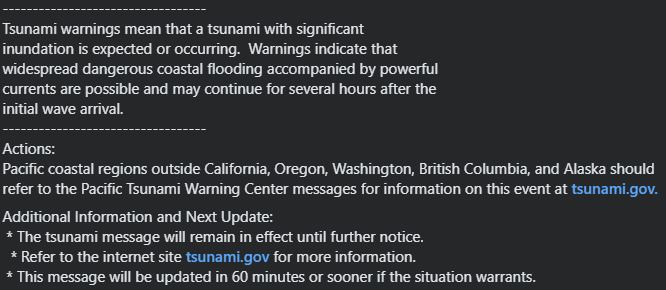 ----------------------------------
Tsunami warnings mean that a tsunami with significant
inundation is expected or occurring.  Warnings indicate that
widespread dangerous coastal flooding accompanied by powerful
currents are possible and may continue for several hours after the
initial wave arrival.
----------------------------------
Actions:
Pacific coastal regions outside California, Oregon, Washington, British Columbia, and Alaska should
refer to the Pacific Tsunami Warning Center messages for information on this event at tsunami.gov.
Additional Information and Next Update:
* The tsunami message will remain in effect until further notice.
* Refer to the internet site tsunami.gov for more information.
* This message will be updated in 60 minutes or sooner if the situation warrants.